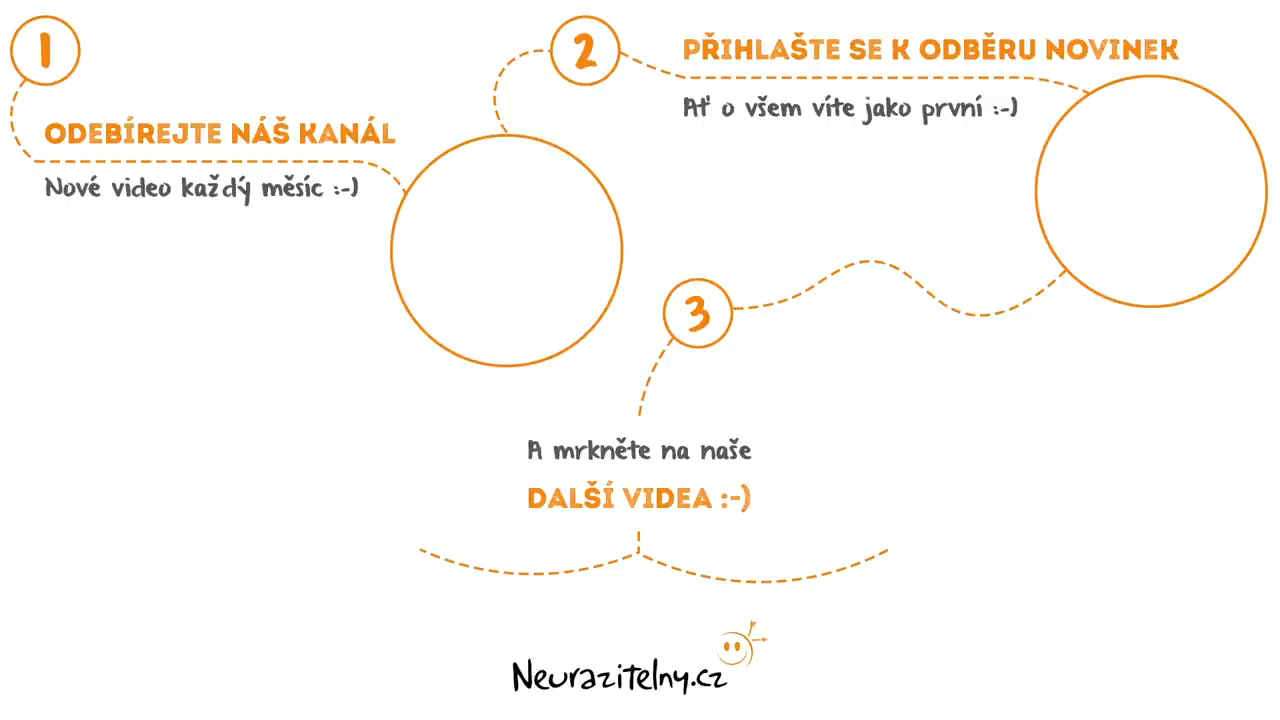 1
ODEBÍREJTE NÁŠ KANÁL
Nové video každý měsíc :-)
2
PŘIHLAŠTE SE K ODBĚRU NOVINEK
Ať o všem víte jako první :-)
3
A mrkněte na naše
DALŠÍ VIDEA :-)
Neurazitelny.cz